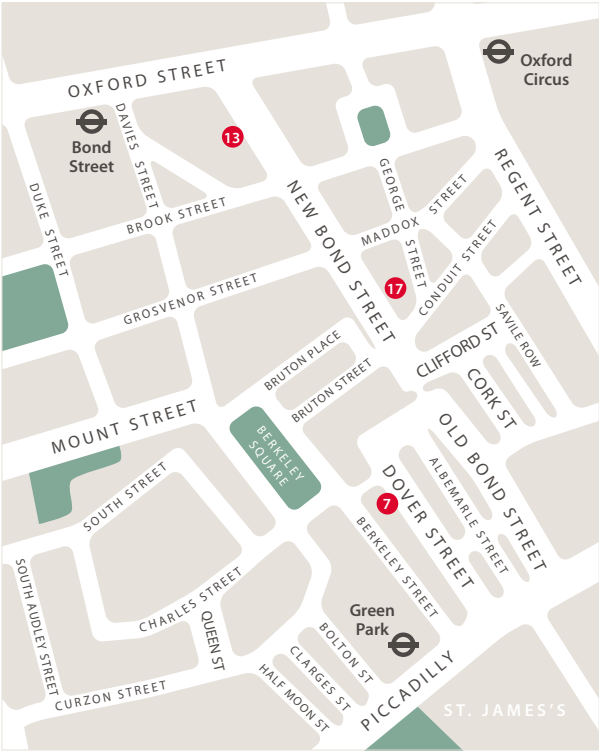 OXFORD STREET
Oxford
Circus
Bond
Street
DAVIES STREET
13
DUKE STREET
BROOK STREET
GEORGE STREET
MADDOX STREET
REGENT STREET
NEW BOND STREET
CONDUIT STREET
17
GROSVENOR STREET
SAVILE ROW
CLIFFORD ST
BRUTON PLACE
BRUTON STREET
CORK ST
MOUNT STREET
BERKELEY
SQUARE
OLD BOND STREET
SOUTH STREET
DOVER STREET
ALBEMARLE STREET
7
BERKELEY STREET
SOUTH AUDLEY STREET
CHARLES STREET
QUEEN ST
Green
Park
BOLTON ST
CLARGES ST
HALF MOON ST
CURZON STREET
PICCADILLY
ST. JAMES'S